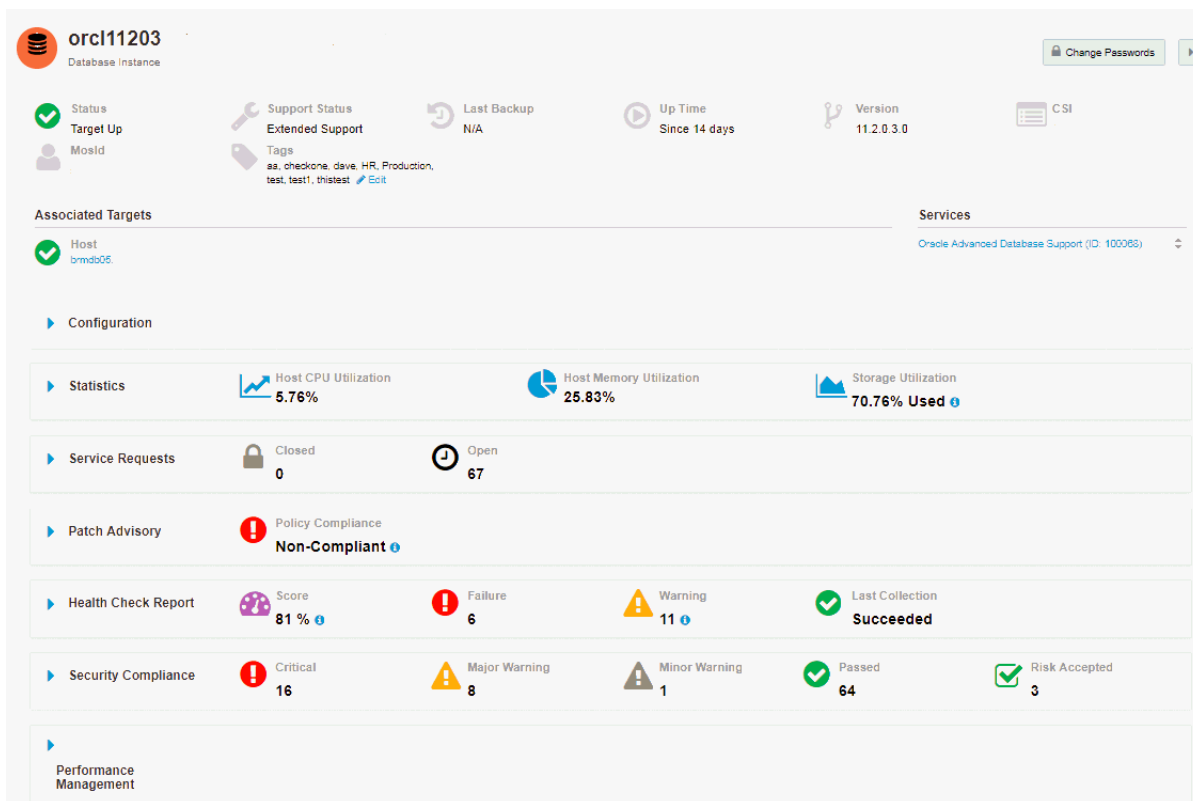 orcl11203
Database Instance
Change Passwords
Status
Target Up
Support Status
Extended Support
Last Backup
N/A
Up Time
Since 14 days
Version
11.2.0.3.0
CSI
MosId
Tags
aa, checkone, dave, HR, Production,
test, test1, thistest Edit
Associated Targets
Services
Host
brmdb05.
Oracle Advanced Database Support (ID: 100068)
Configuration
Statistics
Host CPU Utilization
5.76%
Host Memory Utilization
25.83%
Storage Utilization
70.76% Used
Service Requests
Closed
0
Open
67
Patch Advisory
Policy Compliance
Non-Compliant
Health Check Report
Score
81 %
Failure
6
Warning
11
Last Collection
Succeeded
Security Compliance
Critical
16
Major Warning
8
Minor Warning
1
Passed
64
Risk Accepted
3
Performance
Management